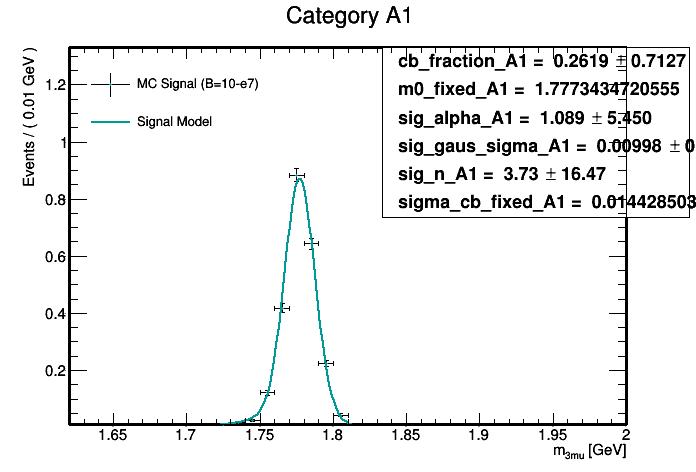 Category A1
Events / ( 0.01 GeV )
MC Signal (B=10-e7)
Signal Model
cb_fraction_A1 = 0.2619 ± 0.7127
m0_fixed_A1 = 1.7773434720555
sig_alpha_A1 = 1.089 ± 5.450
sig_gaus_sigma_A1 = 0.00998 ± 0
sig_n_A1 = 3.73 ± 16.47
sigma_cb_fixed_A1 = 0.014428503
1.2
1
0.8
0.6
0.4
0.2
1.65 1.7 1.75 1.8 1.85 1.9 1.95 2
m3mu [GeV]